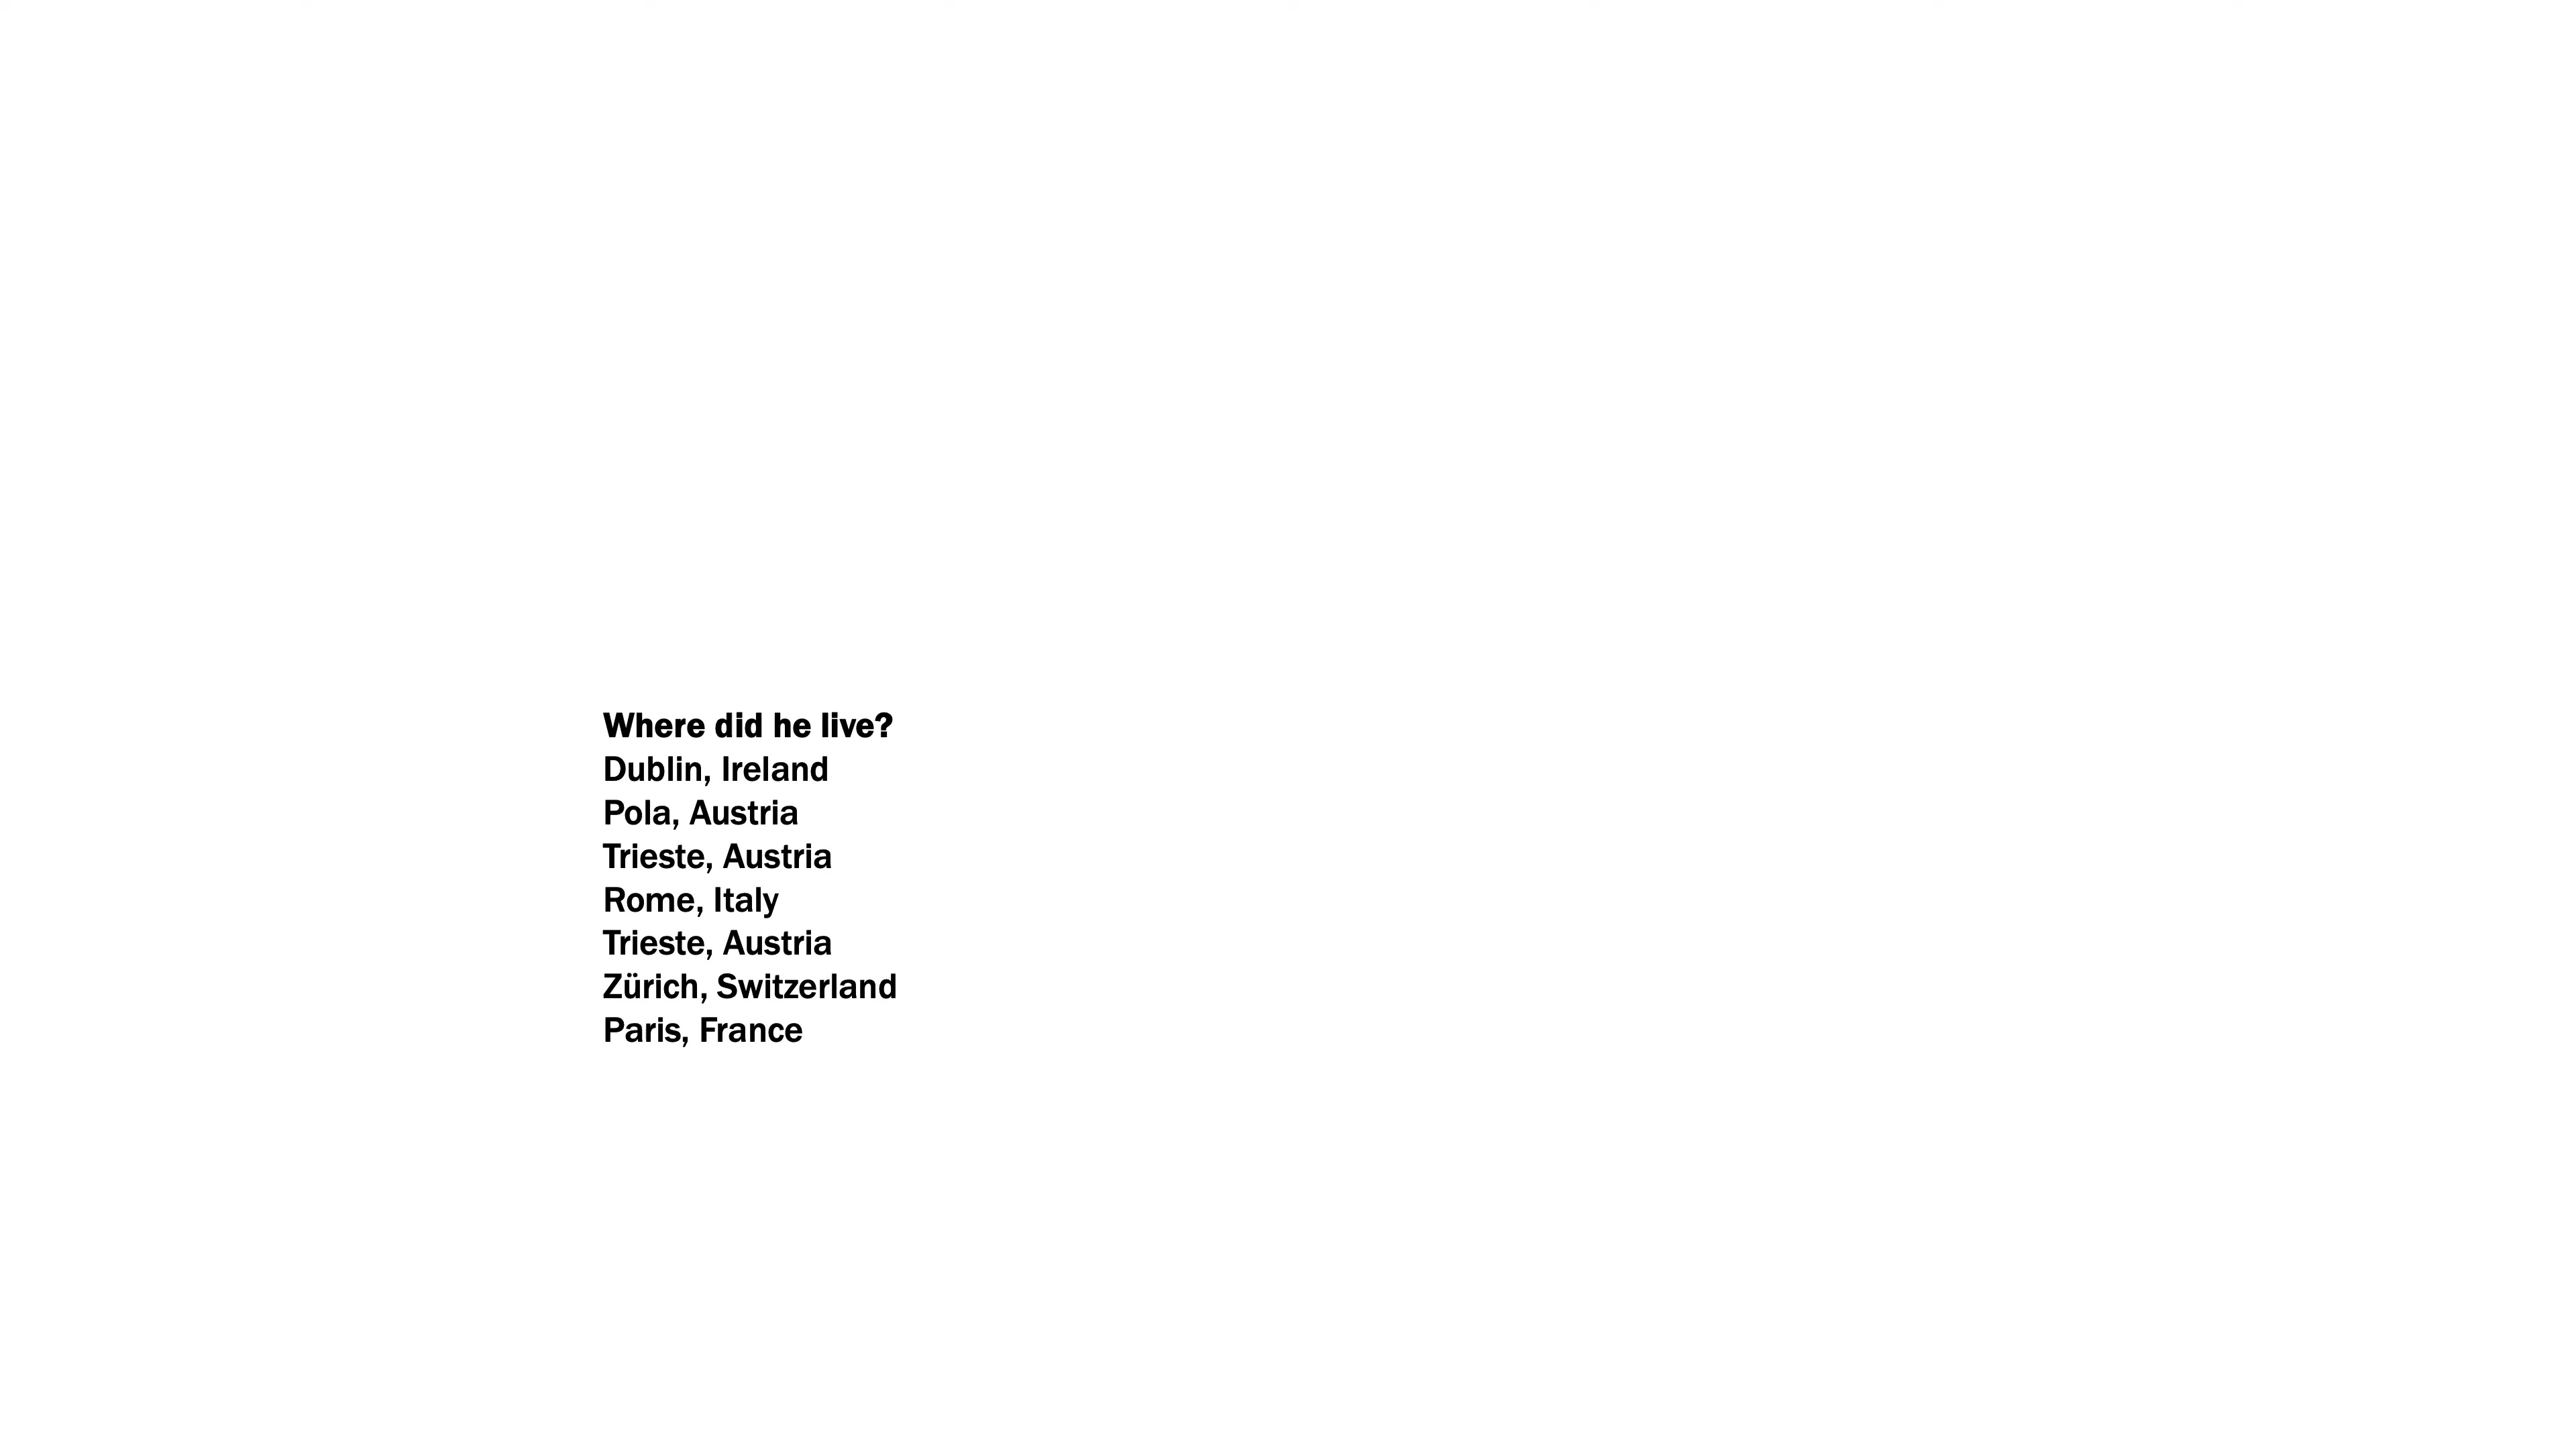 Where did he live?
Dublin, Ireland
Pola, Austria
Trieste, Austria
Rome, Italy
Trieste, Austria
Zürich, Switzerland
Paris, France